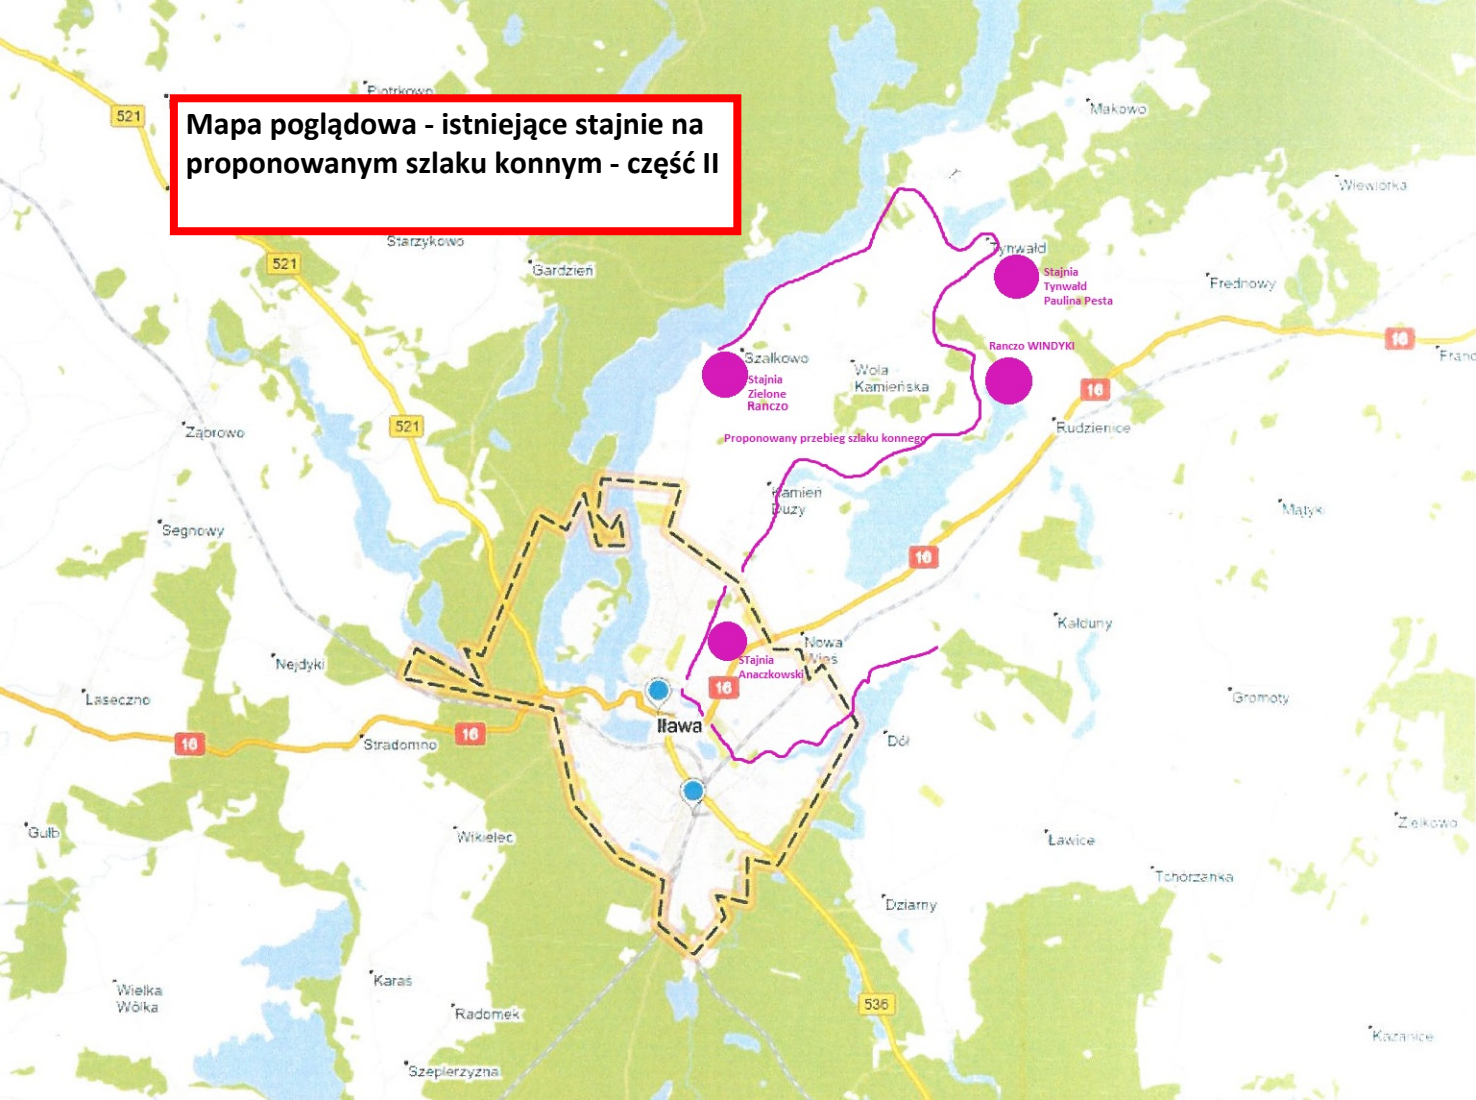 Piotrkowo
521
Mapa poglądowa - istniejące stajnie na
proponowanym szlaku konnym - część II
Makowo
Wiewiórka
Starzykowo
521
Gardzień
Tynwałd
Stajnia
Tynwałd
Paulina Pesta
Frednowy
16
Franc
Ranczo WINDYKI
Szałkowo
Stajnia
Zielone
Ranczo
Wola
Kamieńska
16
521
Ząbrowo
Rudzienice
Proponowany przebieg szlaku konnego
Kamień
Duży
Mątyki
Segnowy
16
Kałduny
Nowa
Wieś
STajnia
Anaczkowski
Nejdyki
16
Laseczno
Gromoty
Iława
16
Stradomno
16
Dół
Gulb
Wikielec
Ławice
Zielkowo
Tchórzanka
Dziarny
Wielka
Wólka
Karaś
Radomek
536
Kazanice
Szeplerzyzna